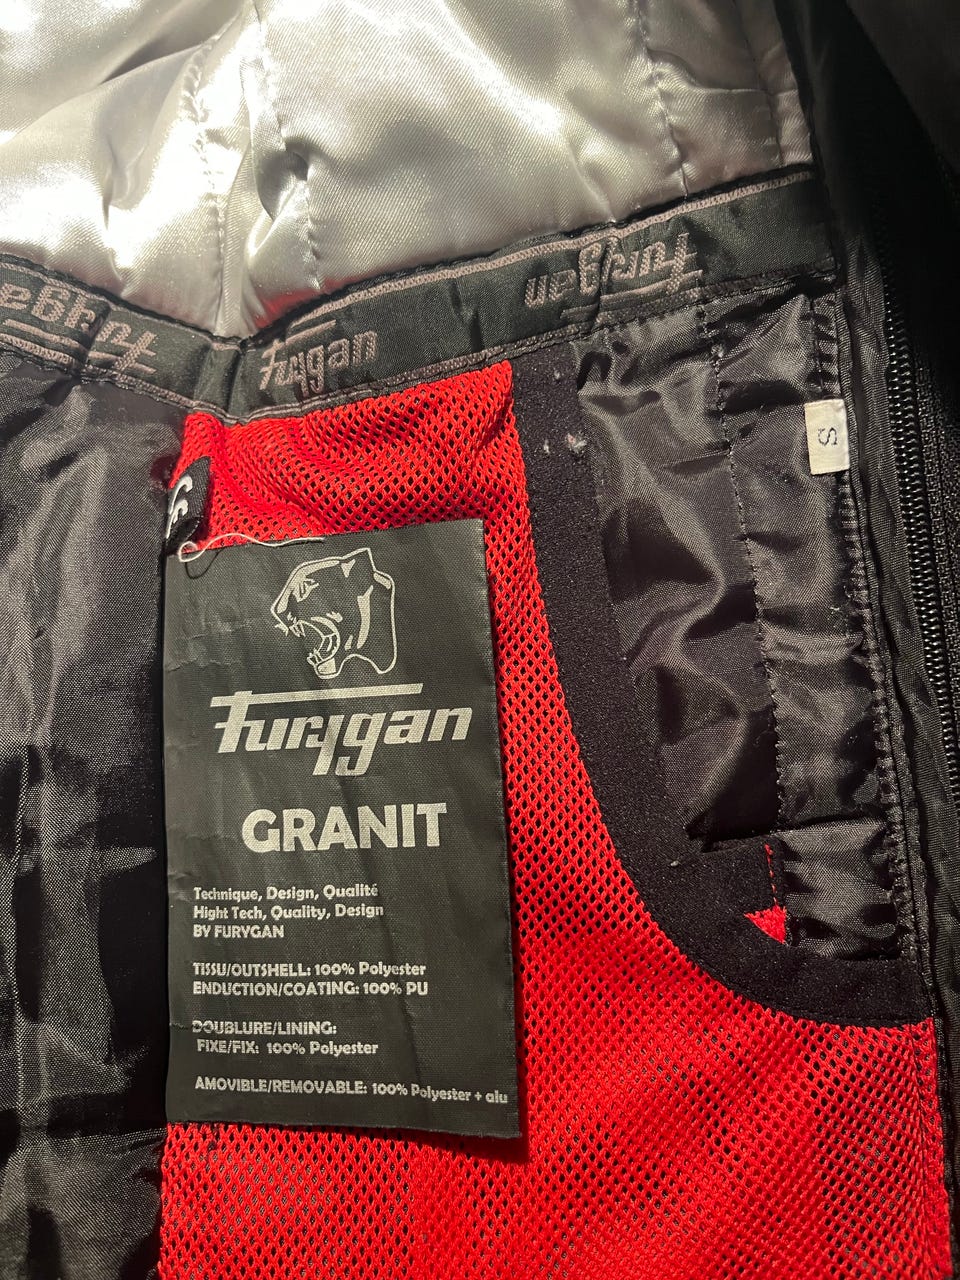 Furygan
Furygan
Furygan
S
Furygan
GRANIT
Technique, Design, Qualité
Hight Tech, Quality, Design
BY FURYGAN
TISSU/OUTSHELL: 100% Polyester
ENDUCTION/COATING: 100% PU
DOUBLURE/LINING:
FIXE/FIX: 100% Polyester
AMOVIBLE/REMOVABLE: 100% Polyester + alu